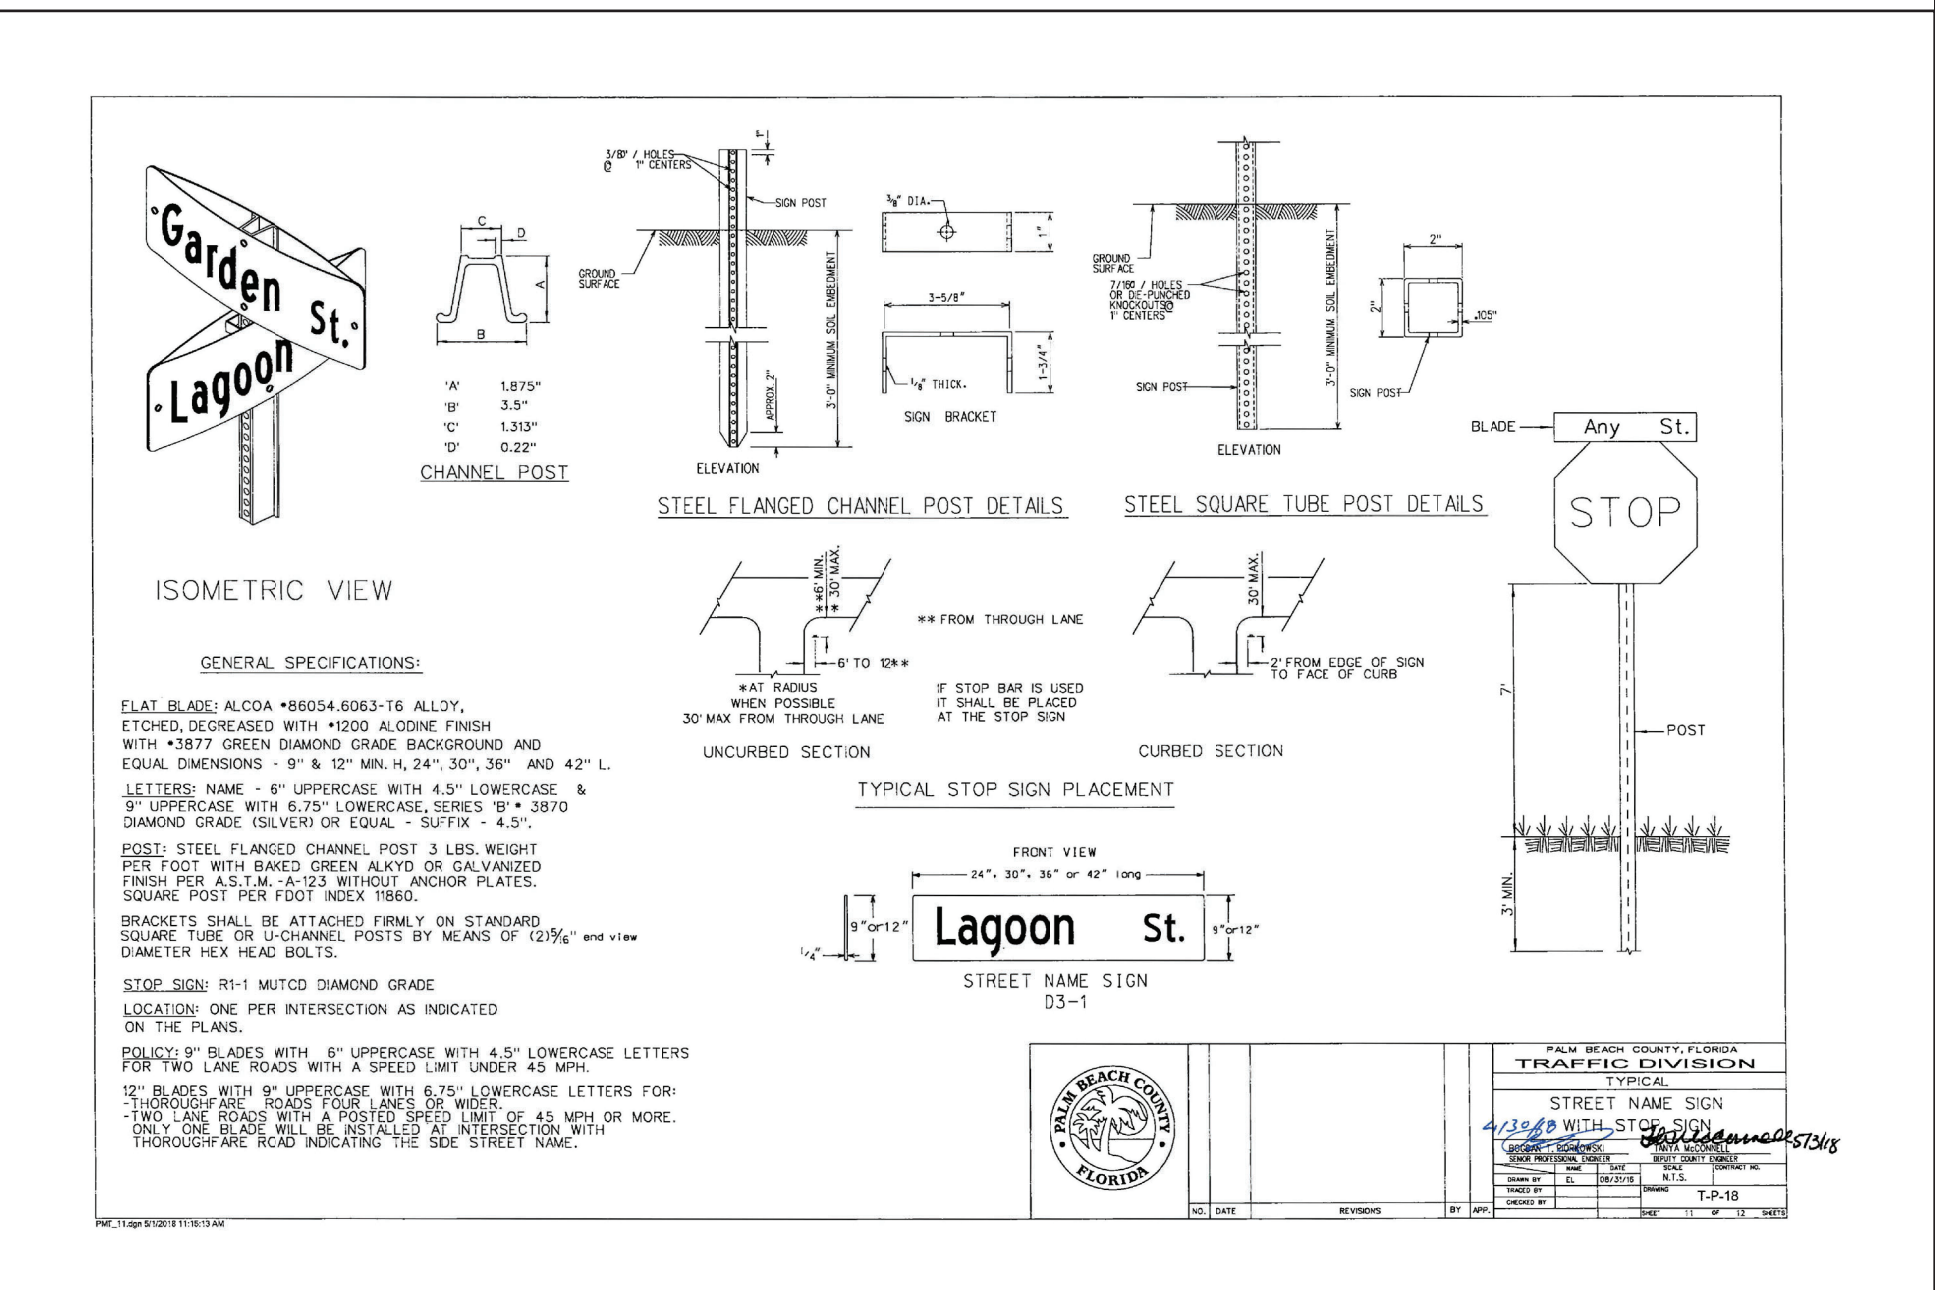 Garden St.
Lagoon
C
D
A
B
'A' 1.875"
'B' 3.5"
'C' 1.313"
'D' 0.22"
CHANNEL POST
ISOMETRIC VIEW
3/8Ø / HOLES
@ 1" CENTERS
1"
SIGN POST
GROUND
SURFACE
3'-0" MINIMUM SOIL EMBEDMENT
APPROX. 2"
ELEVATION
3/8" DIA.
1"
3-5/8"
1-3/4"
1/8" THICK.
SIGN BRACKET
STEEL FLANGED CHANNEL POST DETAILS
GROUND
SURFACE
7/16Ø / HOLES
OR DIE-PUNCHED
KNOCKOUTS@
1" CENTERS
SIGN POST
3'-0" MINIMUM SOIL EMBEDMENT
ELEVATION
2"
2"
.105"
SIGN POST
STEEL SQUARE TUBE POST DETAILS
BLADE
Any St.
STOP
7'
POST
3' MIN.
**6' MIN.
* 30' MAX.
6' TO 12**
*AT RADIUS
WHEN POSSIBLE
30' MAX FROM THROUGH LANE
UNCURBED SECTION
** FROM THROUGH LANE
IF STOP BAR IS USED
IT SHALL BE PLACED
AT THE STOP SIGN
30' MAX.
2' FROM EDGE OF SIGN
TO FACE OF CURB
CURBED SECTION
TYPICAL STOP SIGN PLACEMENT
GENERAL SPECIFICATIONS:
FLAT BLADE: ALCOA *86054.6063-T6 ALLOY,
ETCHED, DEGREASED WITH *1200 ALODINE FINISH
WITH *3877 GREEN DIAMOND GRADE BACKGROUND AND
EQUAL DIMENSIONS - 9" & 12" MIN. H, 24", 30", 36" AND 42" L.
LETTERS: NAME - 6" UPPERCASE WITH 4.5" LOWERCASE &
9" UPPERCASE WITH 6.75" LOWERCASE, SERIES 'B' * 3870
DIAMOND GRADE (SILVER) OR EQUAL - SUFFIX - 4.5".
POST: STEEL FLANGED CHANNEL POST 3 LBS. WEIGHT
PER FOOT WITH BAKED GREEN ALKYD OR GALVANIZED
FINISH PER A.S.T.M. -A-123 WITHOUT ANCHOR PLATES.
SQUARE POST PER FDOT INDEX 11860.
BRACKETS SHALL BE ATTACHED FIRMLY ON STANDARD
SQUARE TUBE OR U-CHANNEL POSTS BY MEANS OF (2)5/16" end view
DIAMETER HEX HEAD BOLTS.
STOP SIGN: R1-1 MUTCD DIAMOND GRADE
LOCATION: ONE PER INTERSECTION AS INDICATED
ON THE PLANS.
POLICY: 9" BLADES WITH 6" UPPERCASE WITH 4.5" LOWERCASE LETTERS
FOR TWO LANE ROADS WITH A SPEED LIMIT UNDER 45 MPH.
12" BLADES WITH 9" UPPERCASE WITH 6.75" LOWERCASE LETTERS FOR:
-THOROUGHFARE ROADS FOUR LANES OR WIDER.
-TWO LANE ROADS WITH A POSTED SPEED LIMIT OF 45 MPH OR MORE.
ONLY ONE BLADE WILL BE INSTALLED AT INTERSECTION WITH
THOROUGHFARE ROAD INDICATING THE SIDE STREET NAME.
FRONT VIEW
24", 30", 36" or 42" long
9"or12"
1/4"
Lagoon St.
9"or12"
STREET NAME SIGN
D3-1
PALM BEACH COUNTY
FLORIDA
NO. DATE REVISIONS BY APP.
PALM BEACH COUNTY, FLORIDA
TRAFFIC DIVISION
TYPICAL
STREET NAME SIGN
4/30/18 WITH STOP SIGN
5/3/18
BOGDAN T. PIORKOWSKI TANYA McCONNELL
SENIOR PROFESSIONAL ENGINEER DEPUTY COUNTY ENGINEER
NAME DATE SCALE CONTRACT NO.
DRAWN BY EL 08/31/16 N.T.S.
TRACED BY DRAWING T-P-18
CHECKED BY
SHEET 11 OF 12 SHEETS
PMT_11.dgn 5/1/2018 11:15:13 AM